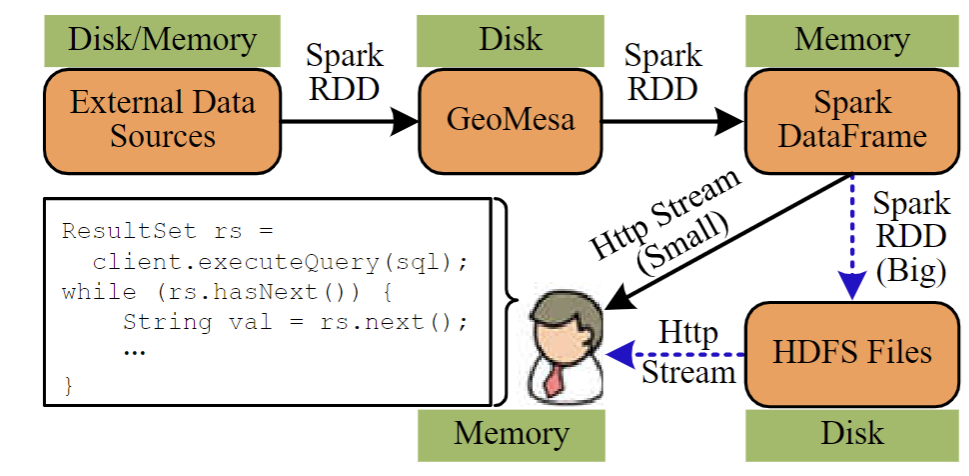 Disk/Memory
Spark
RDD
Disk
Spark
RDD
Memory
External Data
Sources
GeoMesa
Spark
DataFrame
Http Stream
(Small)
Spark
RDD
(Big)
ResultSet rs =
client.executeQuery(sql);
while (rs.hasNext()) {
String val = rs.next();
...
}
Http
Stream
HDFS Files
Memory
Disk